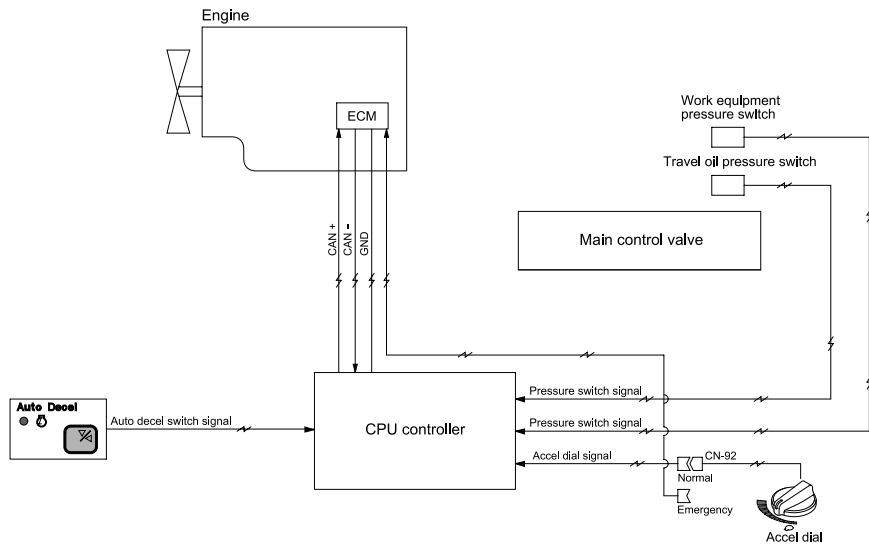 Engine
ECM
Work equipment
pressure switch
Travel oil pressure switch
CAN +
CAN -
GND
Main control valve
Auto Decel
Auto decel switch signal
CPU controller
Pressure switch signal
Pressure switch signal
Accel dial signal
CN-92
Normal
Emergency
Accel dial